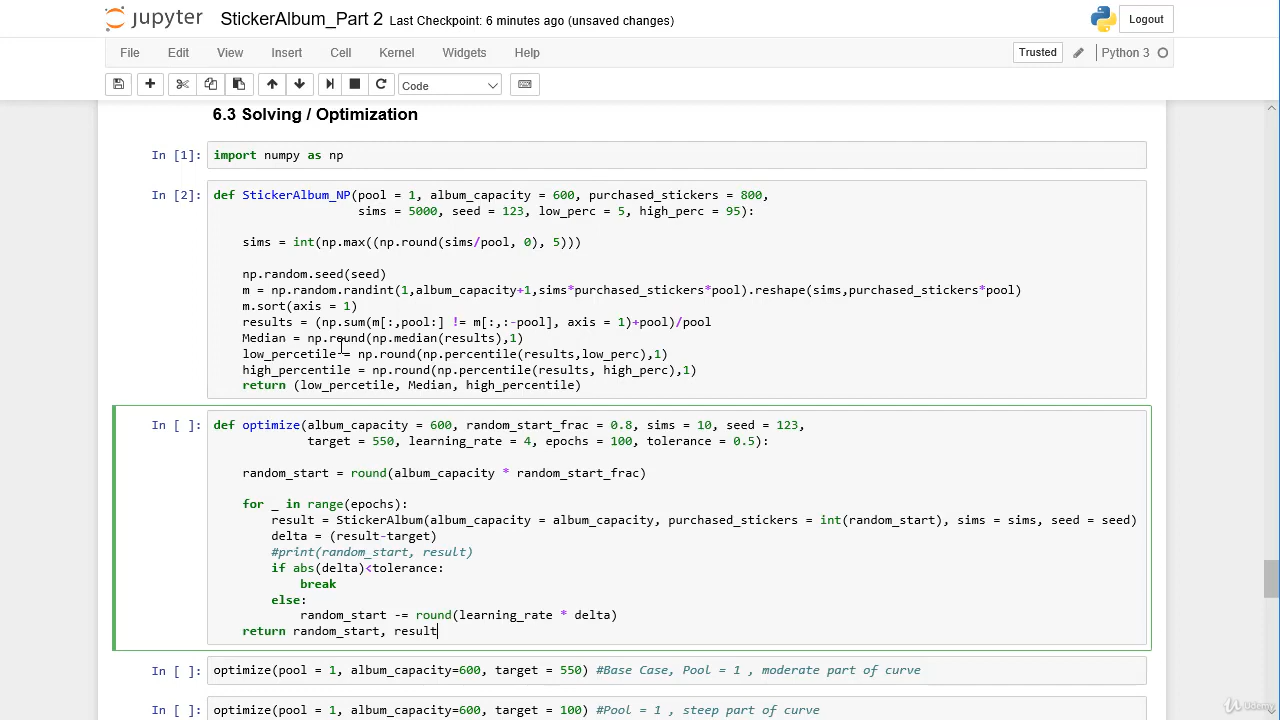 jupyter StickerAlbum_Part 2 Last Checkpoint: 6 minutes ago (unsaved changes) Logout
File Edit View Insert Cell Kernel Widgets Help Trusted Python 3
Code
6.3 Solving / Optimization
In [1]: import numpy as np
In [2]: def StickerAlbum_NP(pool = 1, album_capacity = 600, purchased_stickers = 800,
sims = 5000, seed = 123, low_perc = 5, high_perc = 95):
sims = int(np.max((np.round(sims/pool, 0), 5)))
np.random.seed(seed)
m = np.random.randint(1,album_capacity+1,sims*purchased_stickers*pool).reshape(sims,purchased_stickers*pool)
m.sort(axis = 1)
results = (np.sum(m[:,pool:] != m[:,:-pool], axis = 1)+pool)/pool
Median = np.round(np.median(results),1)
low_percetile = np.round(np.percentile(results,low_perc),1)
high_percentile = np.round(np.percentile(results, high_perc),1)
return (low_percetile, Median, high_percentile)
In [ ]: def optimize(album_capacity = 600, random_start_frac = 0.8, sims = 10, seed = 123,
target = 550, learning_rate = 4, epochs = 100, tolerance = 0.5):
random_start = round(album_capacity * random_start_frac)
for _ in range(epochs):
result = StickerAlbum(album_capacity = album_capacity, purchased_stickers = int(random_start), sims = sims, seed = seed)
delta = (result-target)
#print(random_start, result)
if abs(delta)<tolerance:
break
else:
random_start -= round(learning_rate * delta)
return random_start, result
In [ ]: optimize(pool = 1, album_capacity=600, target = 550) #Base Case, Pool = 1 , moderate part of curve
In [ ]: optimize(pool = 1, album_capacity=600, target = 100) #Pool = 1 , steep part of curve
Udemy